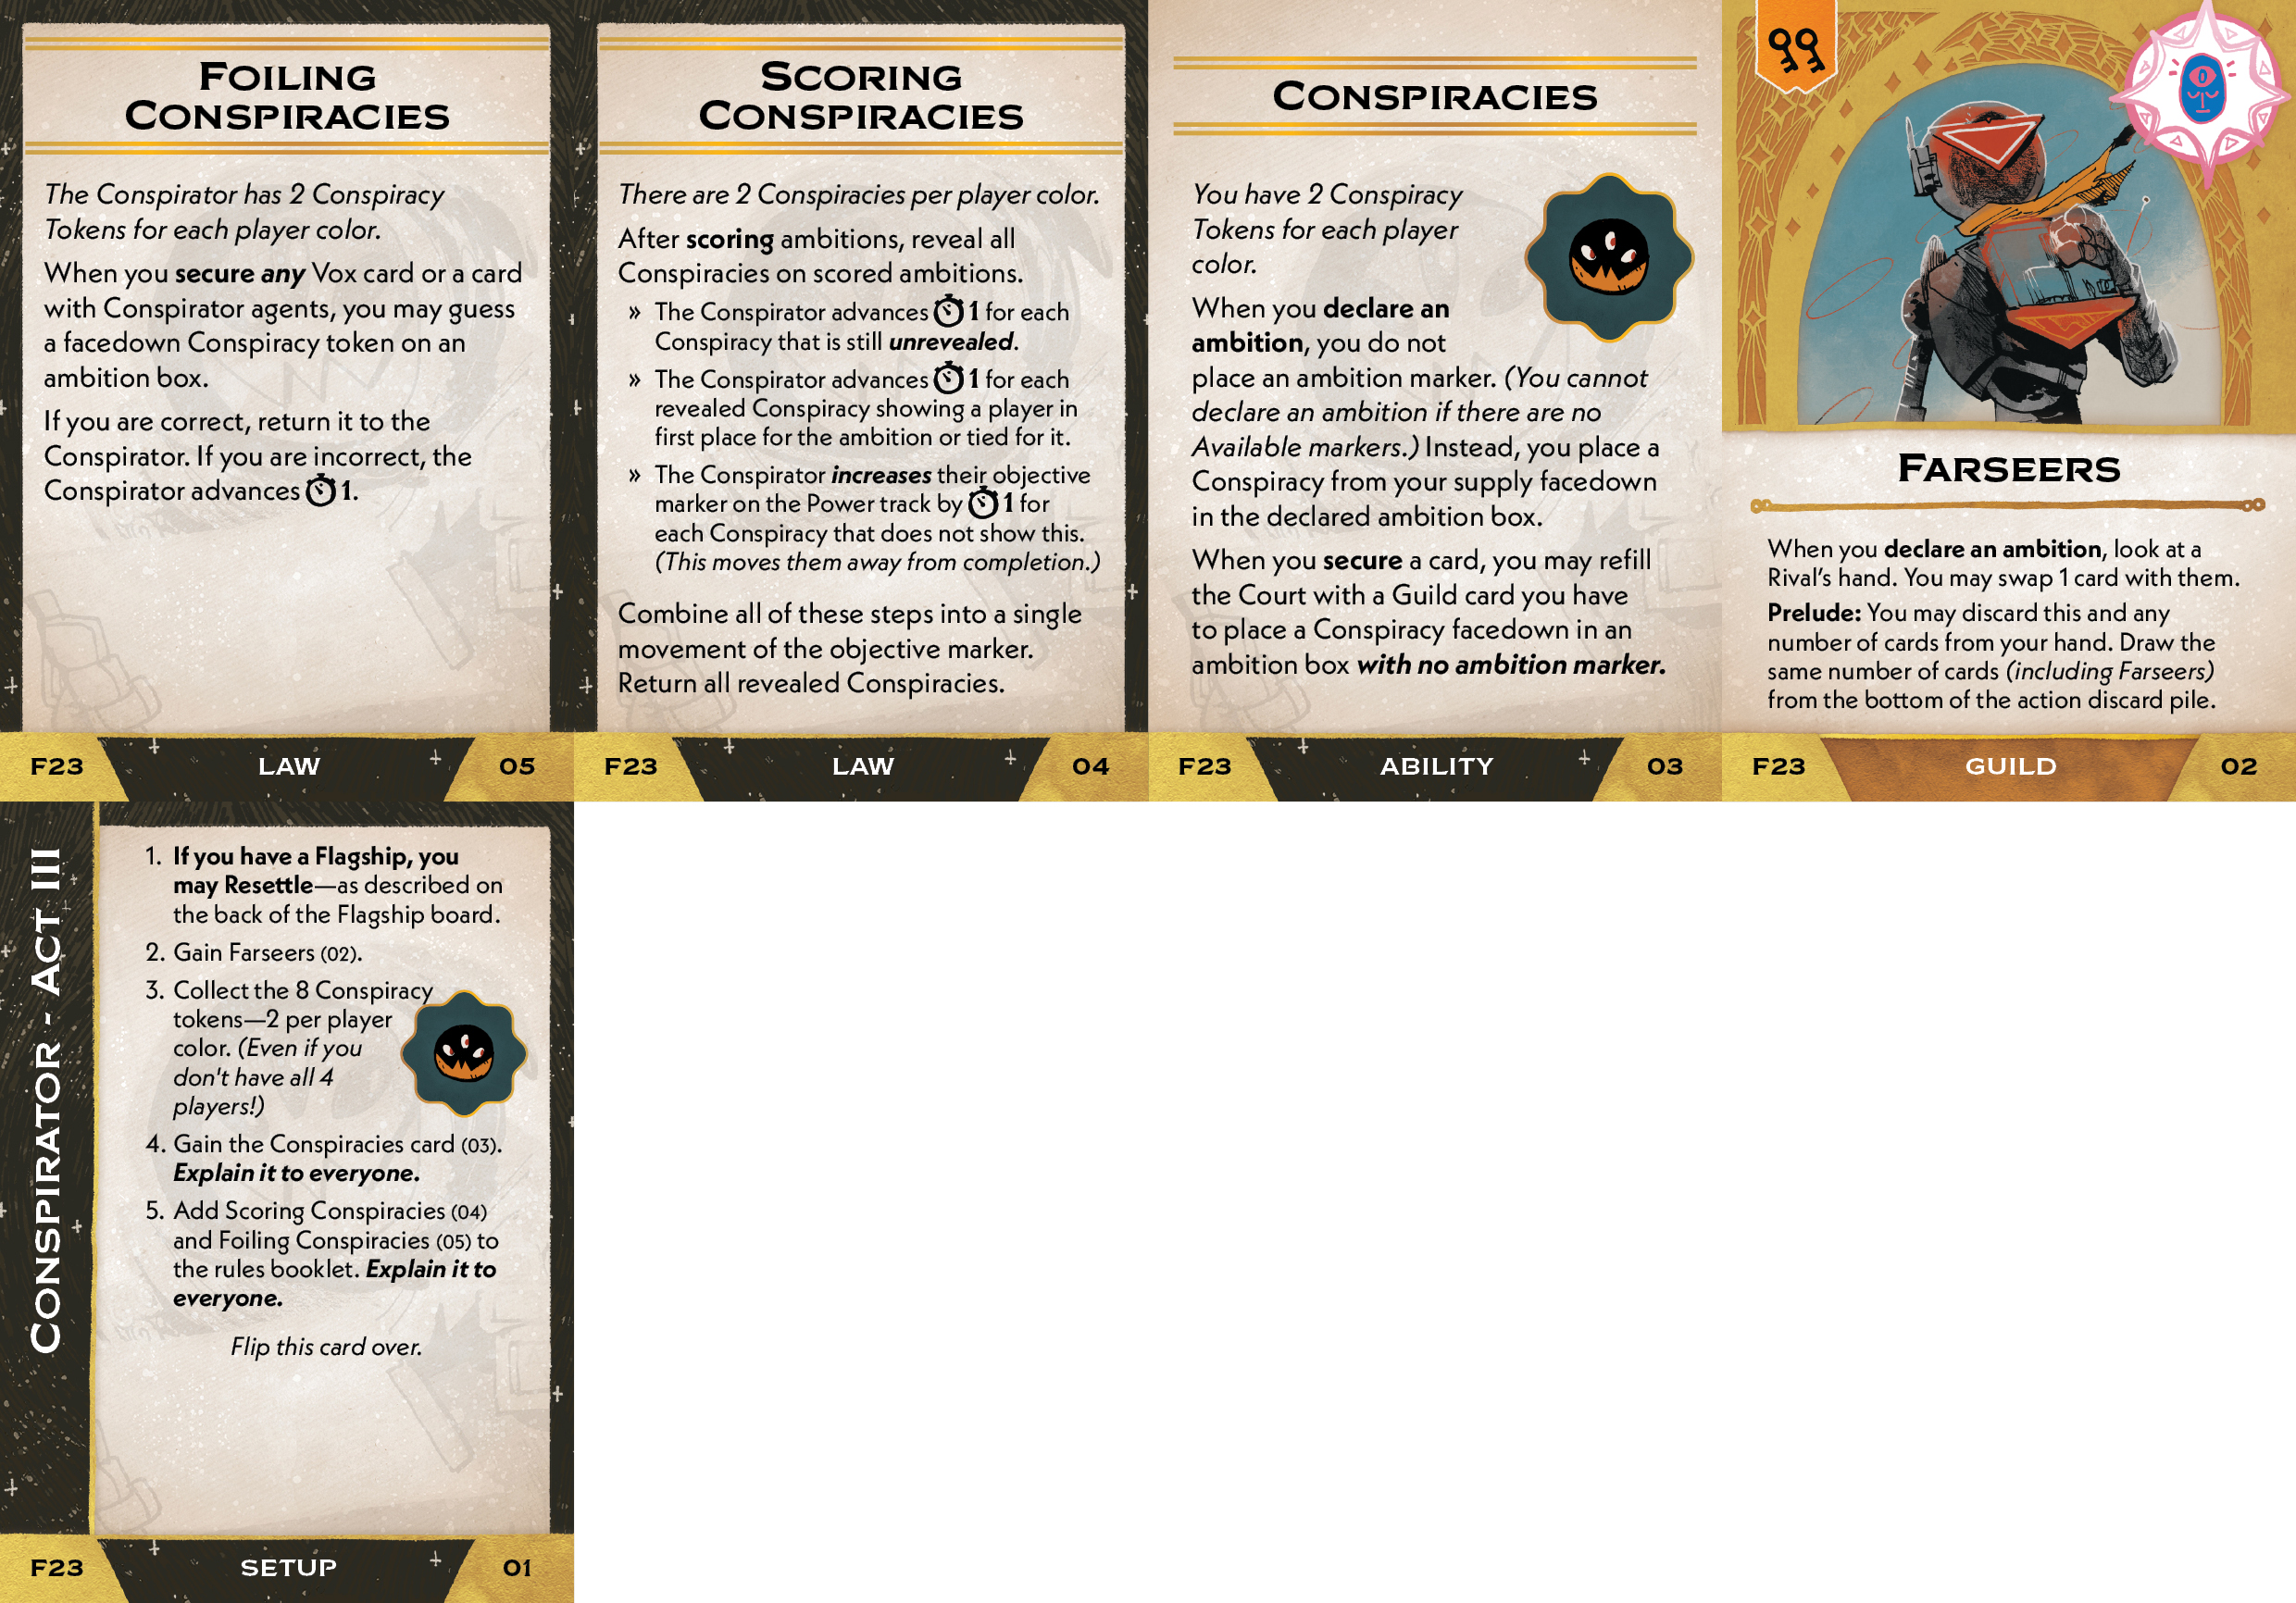 FOILING
CONSPIRACIES
The Conspirator has 2 Conspiracy
Tokens for each player color.
When you secure any Vox card or a card
with Conspirator agents, you may guess
a facedown Conspiracy token on an
ambition box.
If you are correct, return it to the
Conspirator. If you are incorrect, the
Conspirator advances 1.
F23
LAW
05
SCORING
CONSPIRACIES
There are 2 Conspiracies per player color.
After scoring ambitions, reveal all
Conspiracies on scored ambitions.
» The Conspirator advances 1 for each
Conspiracy that is still unrevealed.
» The Conspirator advances 1 for each
revealed Conspiracy showing a player in
first place for the ambition or tied for it.
» The Conspirator increases their objective
marker on the Power track by 1 for
each Conspiracy that does not show this.
(This moves them away from completion.)
Combine all of these steps into a single
movement of the objective marker.
Return all revealed Conspiracies.
F23
LAW
04
CONSPIRACIES
You have 2 Conspiracy
Tokens for each player
color.
When you declare an
ambition, you do not
place an ambition marker. (You cannot
declare an ambition if there are no
Available markers.) Instead, you place a
Conspiracy from your supply facedown
in the declared ambition box.
When you secure a card, you may refill
the Court with a Guild card you have
to place a Conspiracy facedown in an
ambition box with no ambition marker.
F23
ABILITY
03
FARSEERS
When you declare an ambition, look at a
Rival's hand. You may swap 1 card with them.
Prelude: You may discard this and any
number of cards from your hand. Draw the
same number of cards (including Farseers)
from the bottom of the action discard pile.
F23
GUILD
02
CONSPIRATOR - ACT III
1. If you have a Flagship, you
may Resettle—as described on
the back of the Flagship board.
2. Gain Farseers (02).
3. Collect the 8 Conspiracy
tokens—2 per player
color. (Even if you
don't have all 4
players!)
4. Gain the Conspiracies card (03).
Explain it to everyone.
5. Add Scoring Conspiracies (04)
and Foiling Conspiracies (05) to
the rules booklet. Explain it to
everyone.
Flip this card over.
F23
SETUP
01